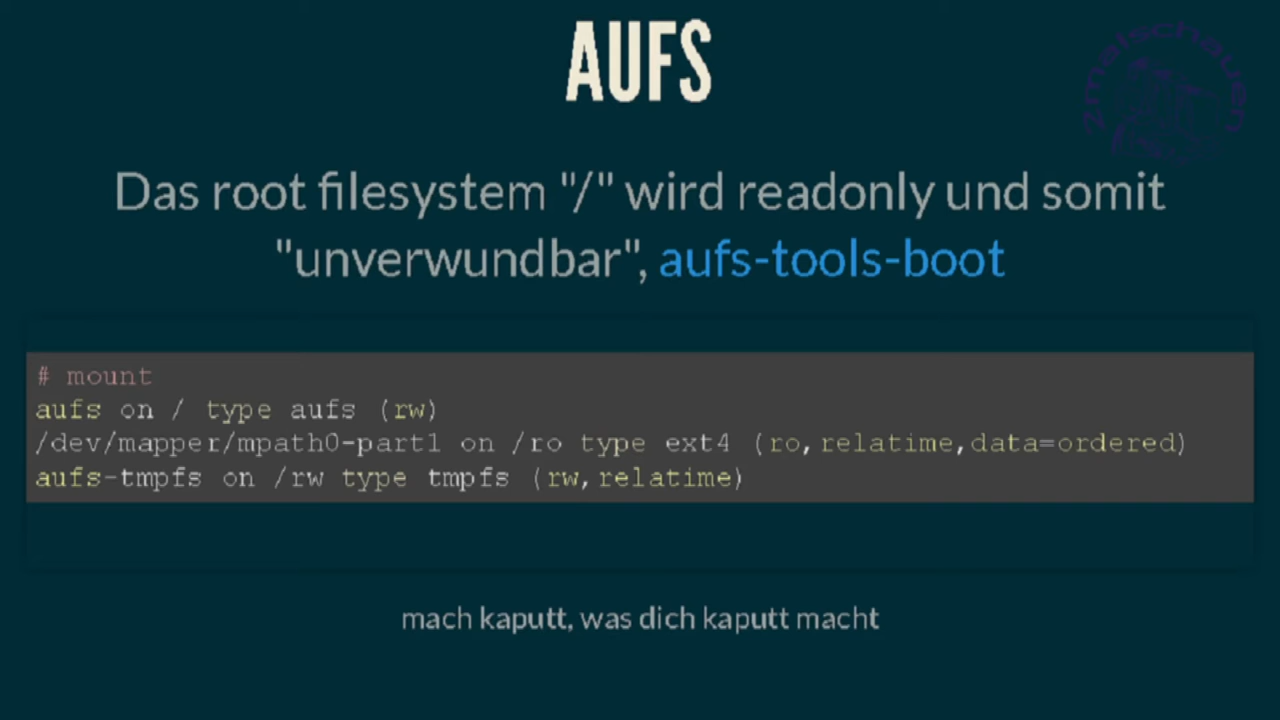 AUFS
zmalschauen
Das root filesystem "/" wird readonly und somit
"unverwundbar", aufs-tools-boot
# mount
aufs on / type aufs (rw)
/dev/mapper/mpath0-part1 on /ro type ext4 (ro,relatime,data=ordered)
aufs-tmpfs on /rw type tmpfs (rw,relatime)
mach kaputt, was dich kaputt macht